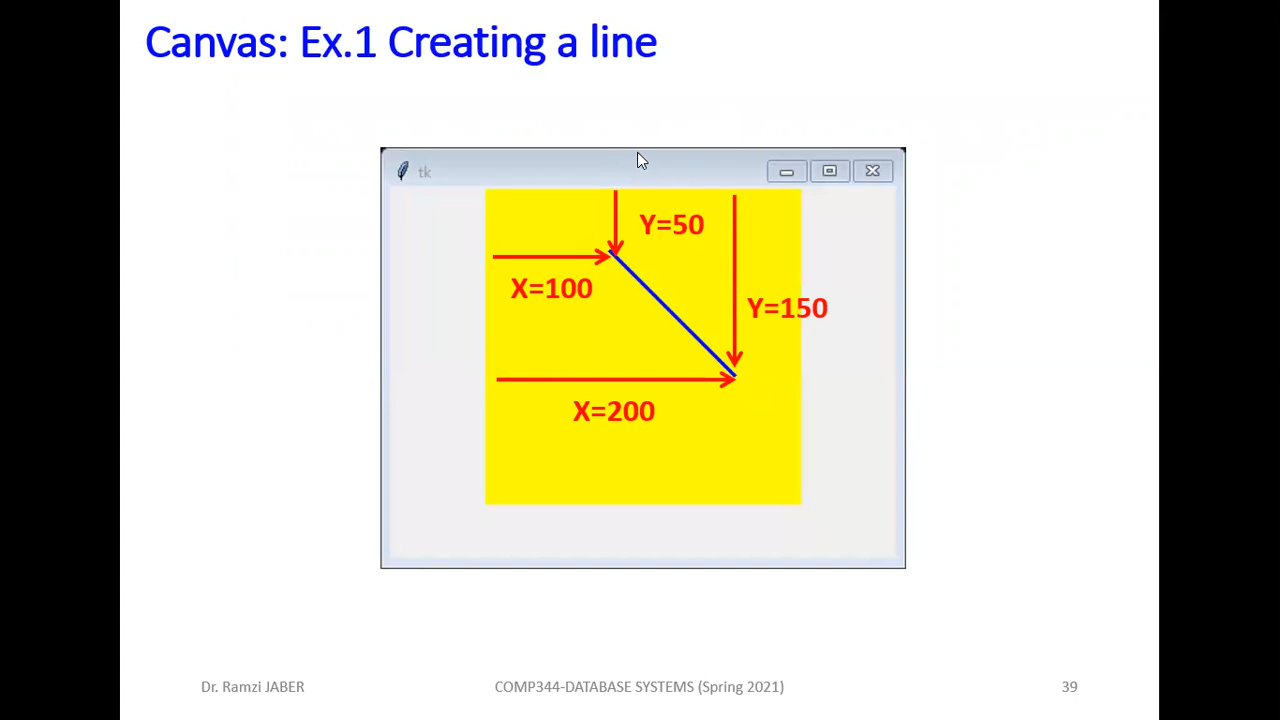 Canvas: Ex.1 Creating a line
tk
Y=50
X=100
Y=150
X=200
Dr. Ramzi JABER
COMP344-DATABASE SYSTEMS (Spring 2021)
39